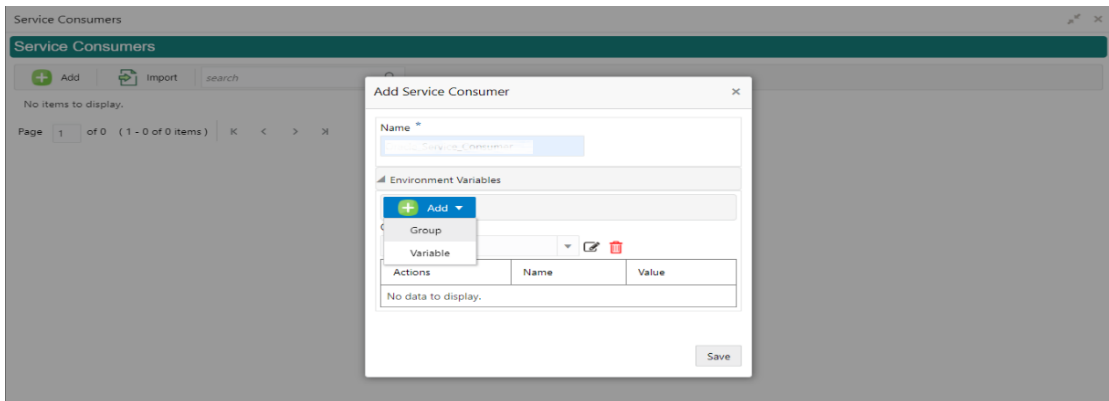 Service Consumers
Service Consumers
Add Import search
No items to display.
Page 1 of 0 (1 - 0 of 0 items)
Add Service Consumer
Name *
Service_Consumer
Environment Variables
Add
Group
Variable
Actions Name Value
No data to display.
Save